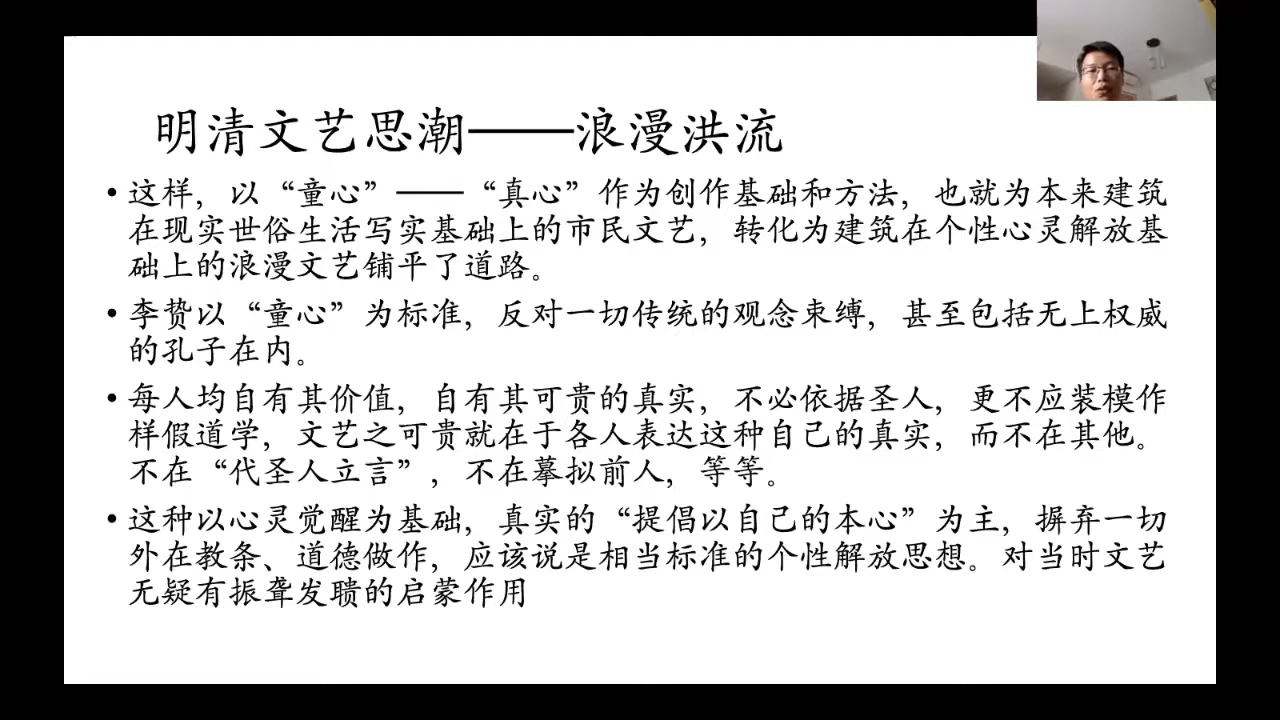 明清文艺思潮——浪漫洪流
• 这样，以“童心”——“真心”作为创作基础和方法，也就为本来建筑
在现实世俗生活写实基础上的市民文艺，转化为建筑在个性心灵解放基
础上的浪漫文艺铺平了道路。
• 李贽以“童心”为标准，反对一切传统的观念束缚，甚至包括无上权威
的孔子在内。
• 每人均自有其价值，自有其可贵的真实，不必依据圣人，更不应装模作
样假道学，文艺之可贵就在于各人表达这种自己的真实，而不在其他。
不在“代圣人立言”，不在摹拟前人，等等。
• 这种以心灵觉醒为基础，真实的“提倡以自己的本心”为主，摒弃一切
外在教条、道德做作，应该说是相当标准的个性解放思想。对当时文艺
无疑有振聋发聩的启蒙作用